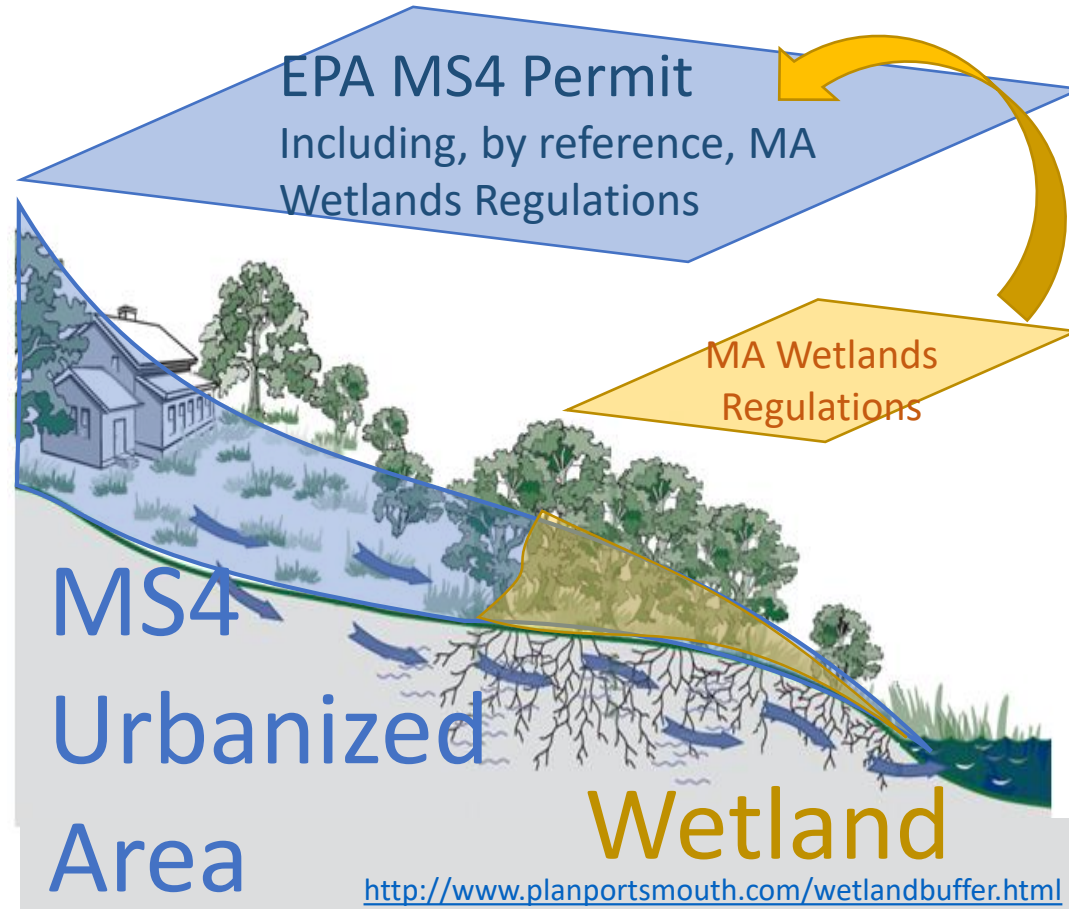 EPA MS4 Permit
Including, by reference, MA
Wetlands Regulations
MA Wetlands
Regulations
MS4
Urbanized
Area
Wetland
http://www.planportsmouth.com/wetlandbuffer.html